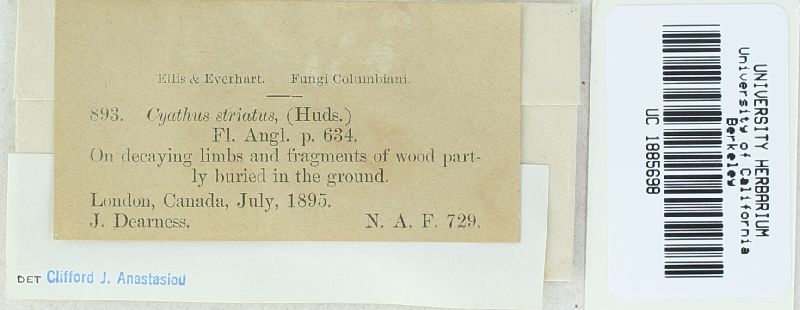 Ellis & Everhart. Fungi Columbiani.
893. Cyathus striatus, (Huds.)
Fl. Angl. p. 634.
On decaying limbs and fragments of wood part-
ly buried in the ground.
London, Canada, July, 1895.
J. Dearness. N. A. F. 729.
DET Clifford J. Anastasiou
UNIVERSITY HERBARIUM
University of California
Berkeley
UC 1885698